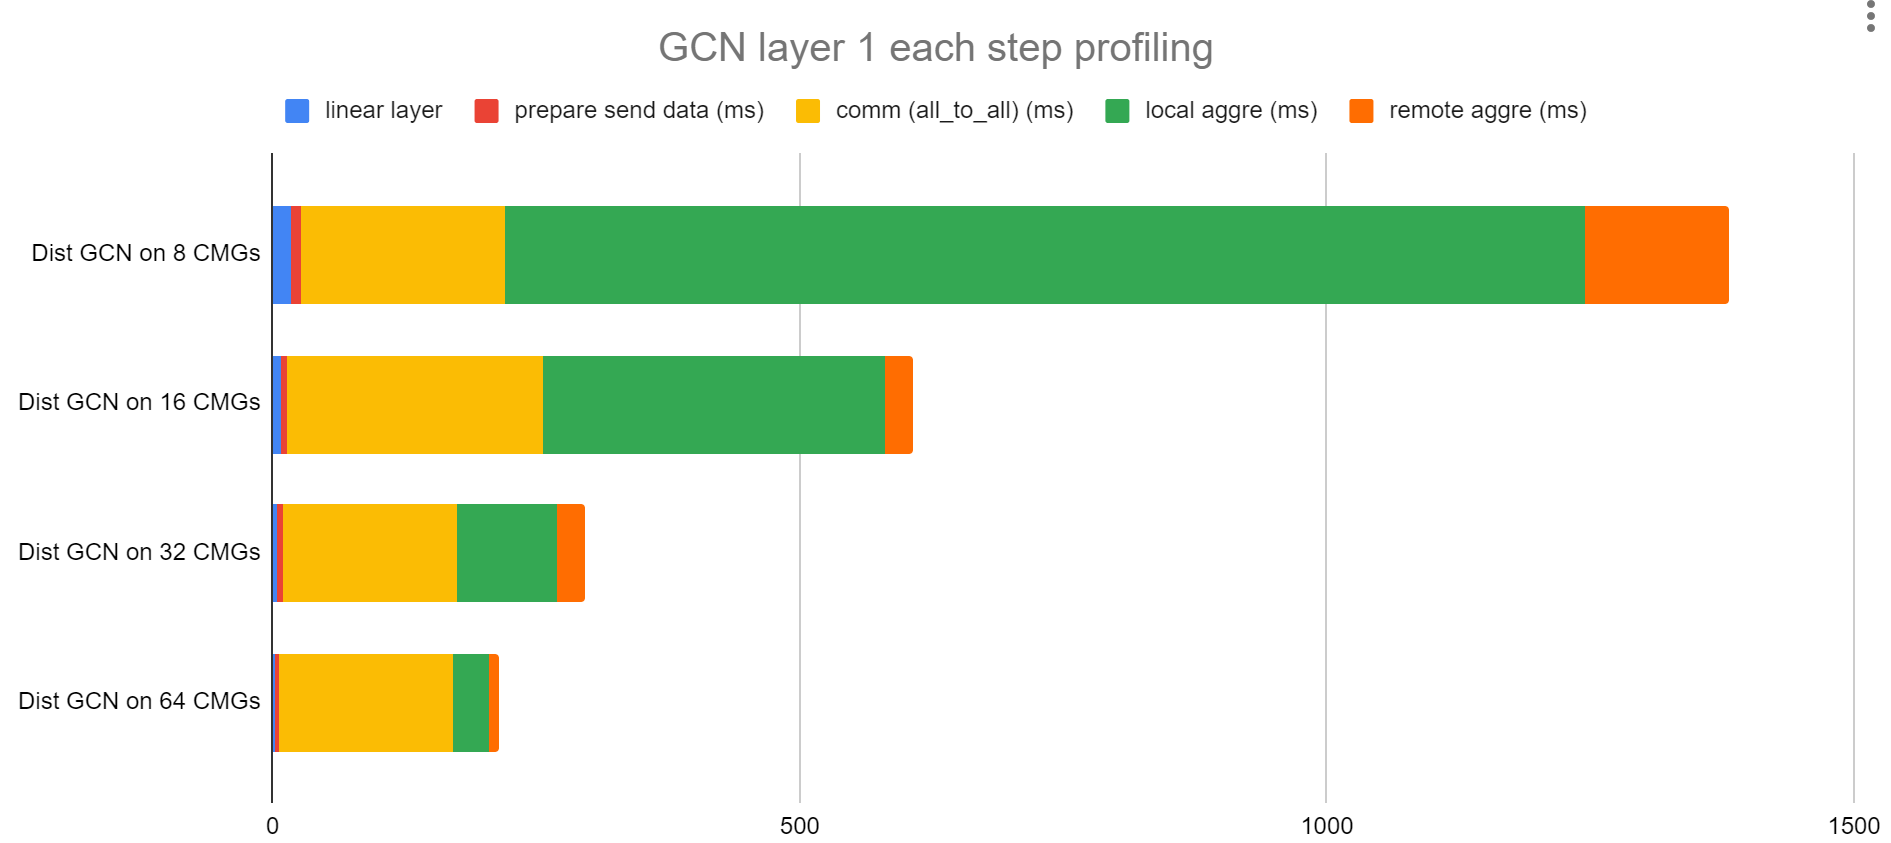 GCN layer 1 each step profiling
linear layer prepare send data (ms) comm (all_to_all) (ms) local aggre (ms) remote aggre (ms)
Dist GCN on 8 CMGs
Dist GCN on 16 CMGs
Dist GCN on 32 CMGs
Dist GCN on 64 CMGs
0 500 1000 1500